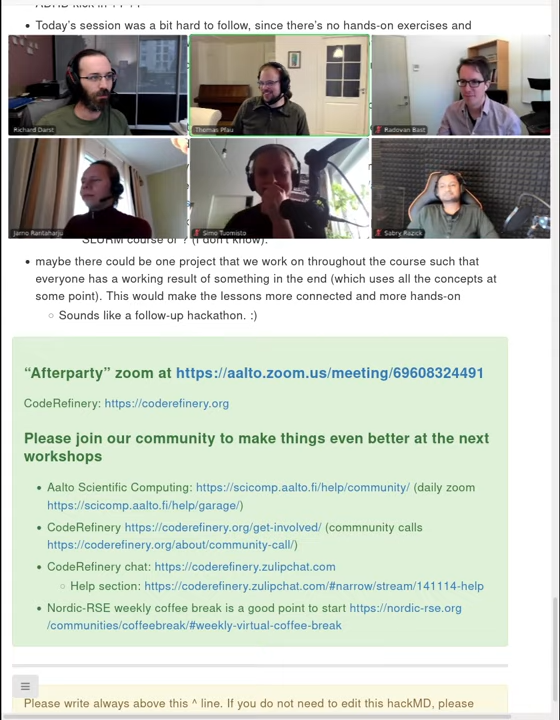 Today's session was a bit hard to follow, since there's no hands-on exercises and
Richard Darst
Thomas Pfau
Radovan Bast
Jarno Rantaharju
Simo Tuomisto
Sabry Razick
SLURM course or ? (I don't know).
maybe there could be one project that we work on throughout the course such that
everyone has a working result of something in the end (which uses all the concepts at
some point). This would make the lessons more connected and more hands-on
Sounds like a follow-up hackathon. :)
“Afterparty” zoom at https://aalto.zoom.us/meeting/69608324491
CodeRefinery: https://coderefinery.org
Please join our community to make things even better at the next
workshops
Aalto Scientific Computing: https://scicomp.aalto.fi/help/community/ (daily zoom
https://scicomp.aalto.fi/help/garage/)
CodeRefinery https://coderefinery.org/get-involved/ (commnunity calls
https://coderefinery.org/about/community-call/)
CodeRefinery chat: https://coderefinery.zulipchat.com
Help section: https://coderefinery.zulipchat.com/#narrow/stream/141114-help
Nordic-RSE weekly coffee break is a good point to start https://nordic-rse.org
/communities/coffeebreak/#weekly-virtual-coffee-break
Please write always above this ^ line. If you do not need to edit this hackMD, please